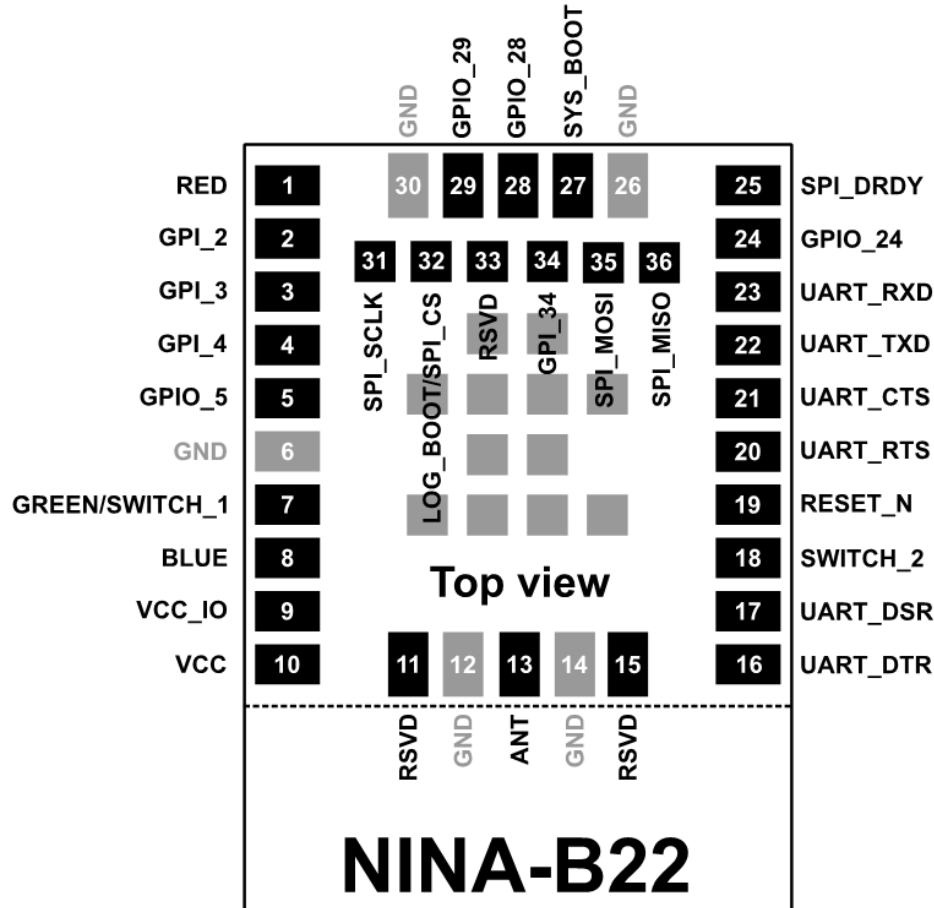 GND
GPIO_29
GPIO_28
SYS_BOOT
GND
30
29
28
27
26
RED 1
GPI_2 2
GPI_3 3
GPI_4 4
GPIO_5 5
GND 6
GREEN/SWITCH_1 7
BLUE 8
VCC_IO 9
VCC 10
25 SPI_DRDY
24 GPIO_24
23 UART_RXD
22 UART_TXD
21 UART_CTS
20 UART_RTS
19 RESET_N
18 SWITCH_2
17 UART_DSR
16 UART_DTR
31
32
33
34
35
36
SPI_SCLK
LOG_BOOT/SPI_CS
RSVD
GPI_34
SPI_MOSI
SPI_MISO
Top view
11
12
13
14
15
RSVD
GND
ANT
GND
RSVD
NINA-B22